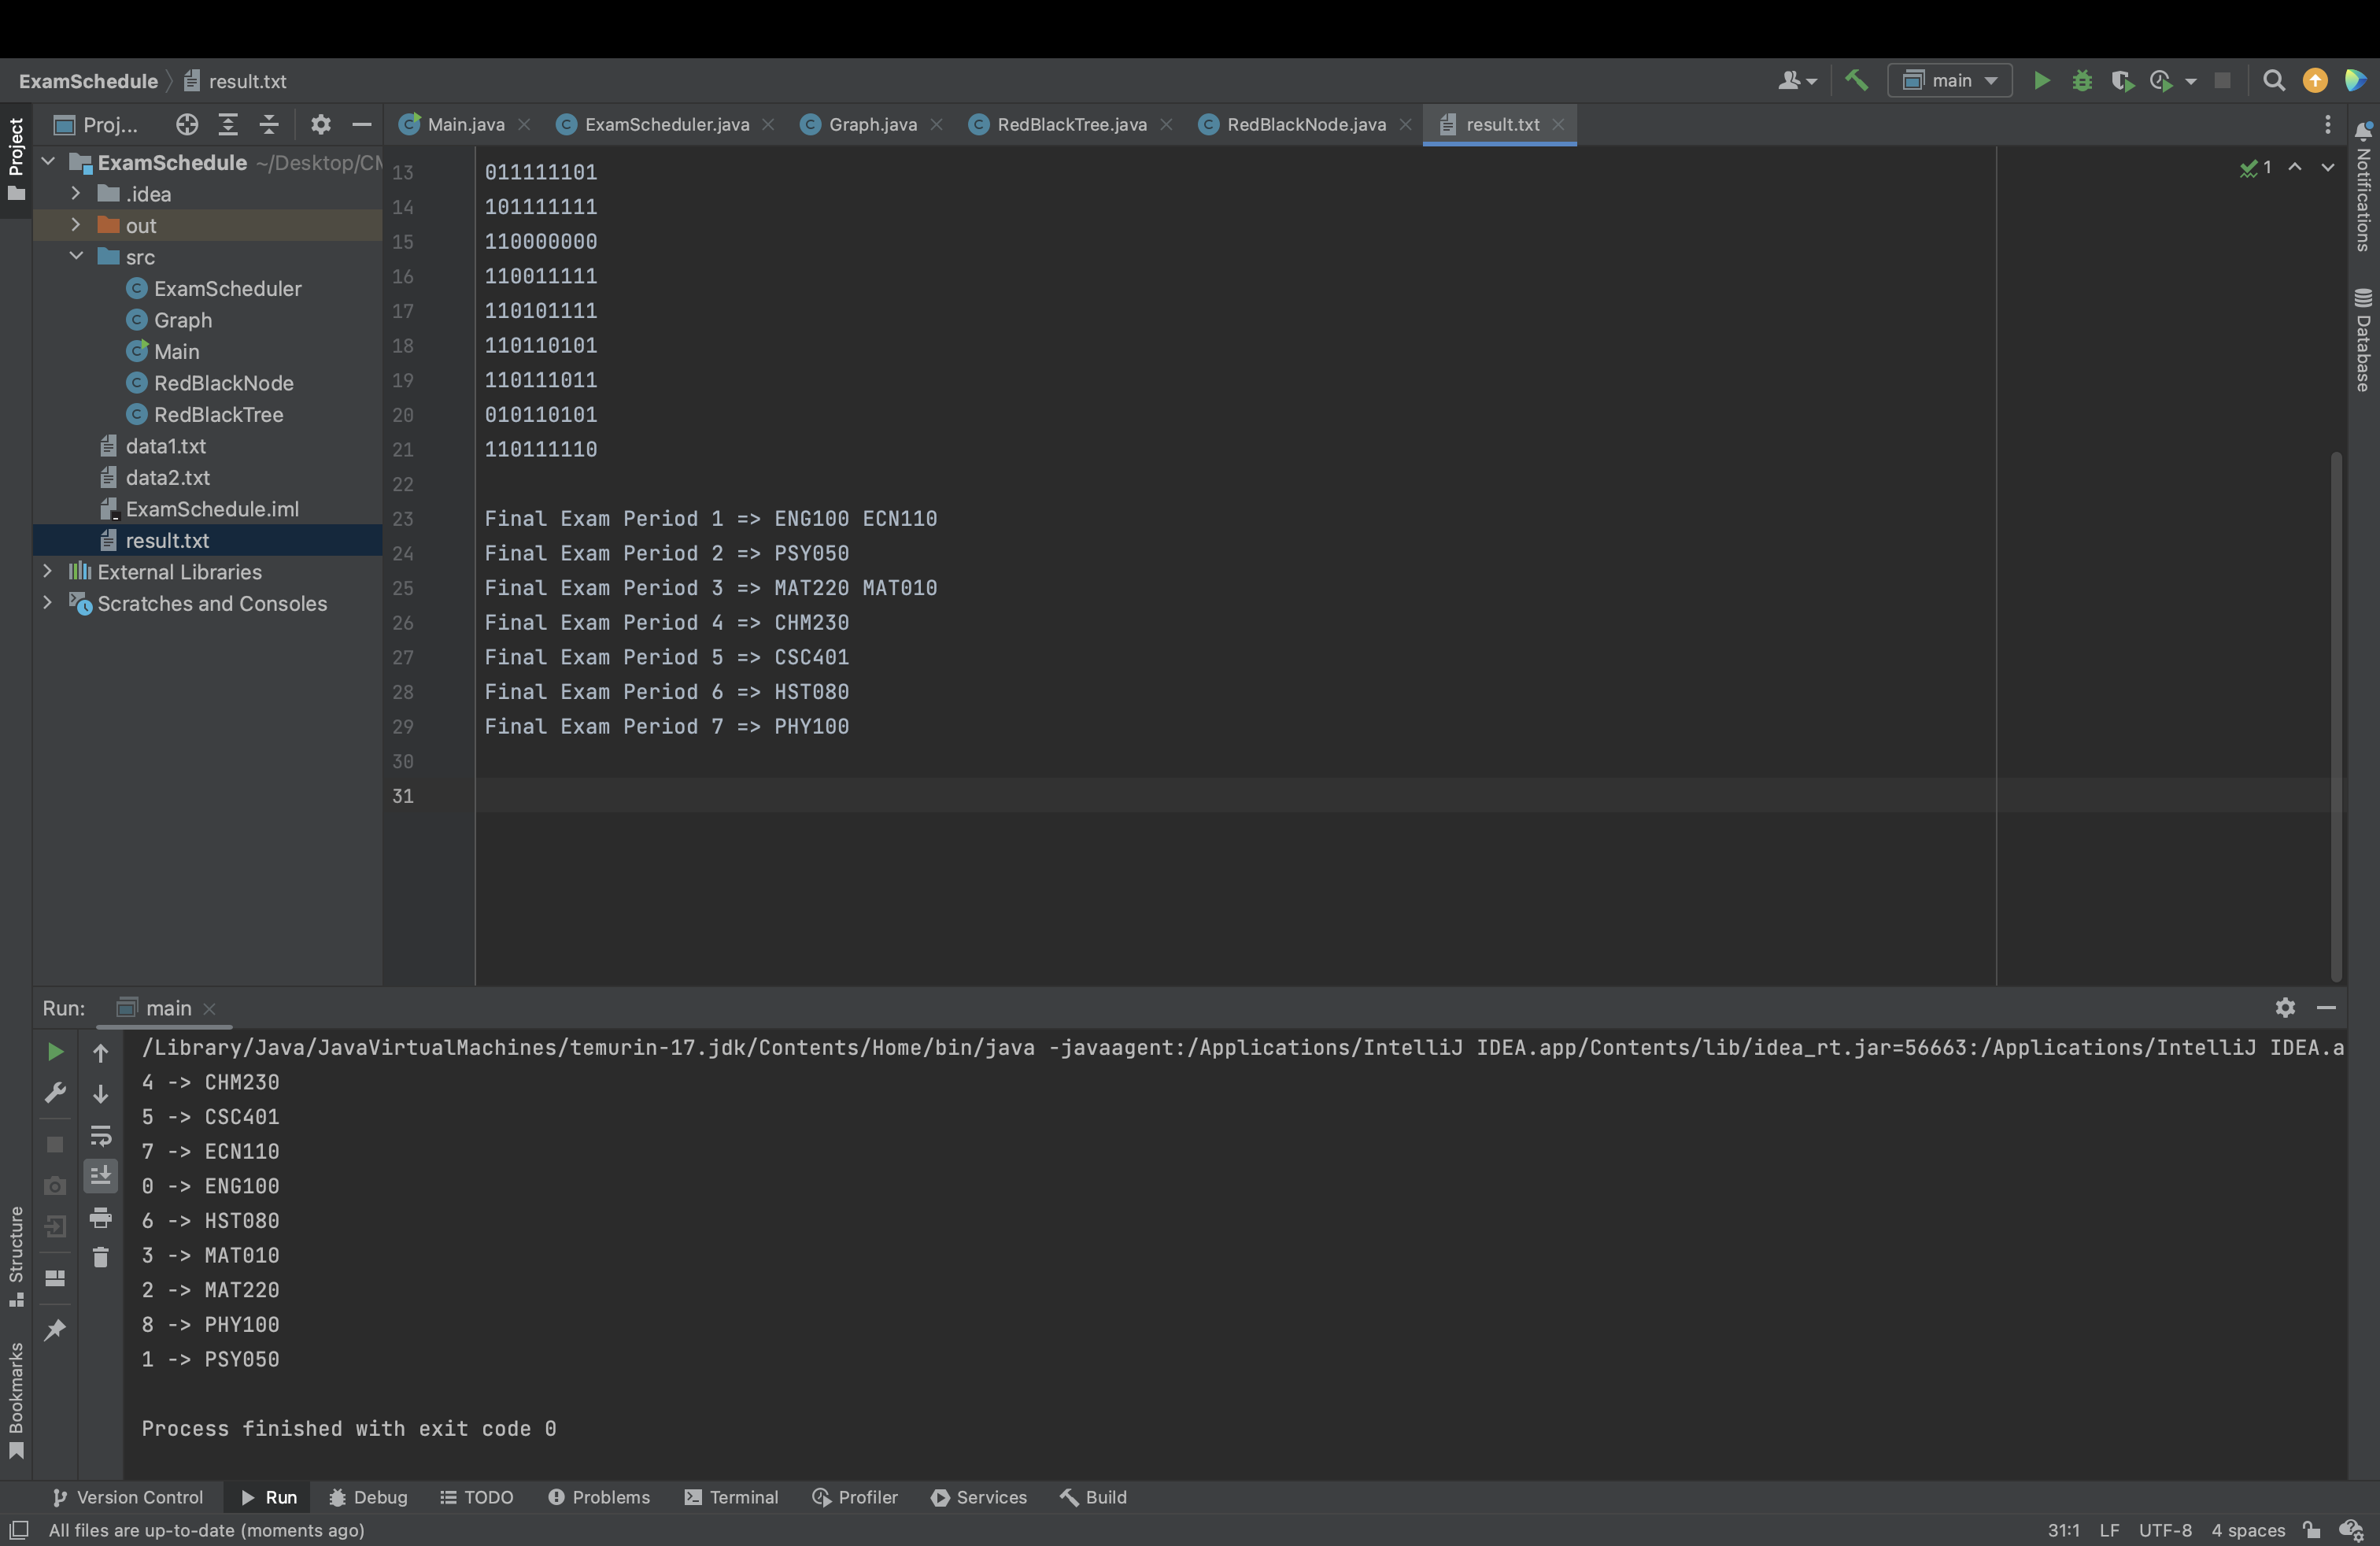 ExamSchedule result.txt
main
Project
Proj...
Main.java
ExamScheduler.java
Graph.java
RedBlackTree.java
RedBlackNode.java
result.txt
ExamSchedule ~/Desktop/CM
.idea
out
src
ExamScheduler
Graph
Main
RedBlackNode
RedBlackTree
data1.txt
data2.txt
ExamSchedule.iml
result.txt
External Libraries
Scratches and Consoles
13 011111101
14 101111111
15 110000000
16 110011111
17 110101111
18 110110101
19 110111011
20 010110101
21 110111110
22
23 Final Exam Period 1 => ENG100 ECN110
24 Final Exam Period 2 => PSY050
25 Final Exam Period 3 => MAT220 MAT010
26 Final Exam Period 4 => CHM230
27 Final Exam Period 5 => CSC401
28 Final Exam Period 6 => HST080
29 Final Exam Period 7 => PHY100
30
31
1
Notifications
Database
Run: main
/Library/Java/JavaVirtualMachines/temurin-17.jdk/Contents/Home/bin/java -javaagent:/Applications/IntelliJ IDEA.app/Contents/lib/idea_rt.jar=56663:/Applications/IntelliJ IDEA.a
4 -> CHM230
5 -> CSC401
7 -> ECN110
0 -> ENG100
6 -> HST080
3 -> MAT010
2 -> MAT220
8 -> PHY100
1 -> PSY050
Process finished with exit code 0
Structure
Bookmarks
Version Control
Run
Debug
TODO
Problems
Terminal
Profiler
Services
Build
All files are up-to-date (moments ago)
31:1 LF UTF-8 4 spaces